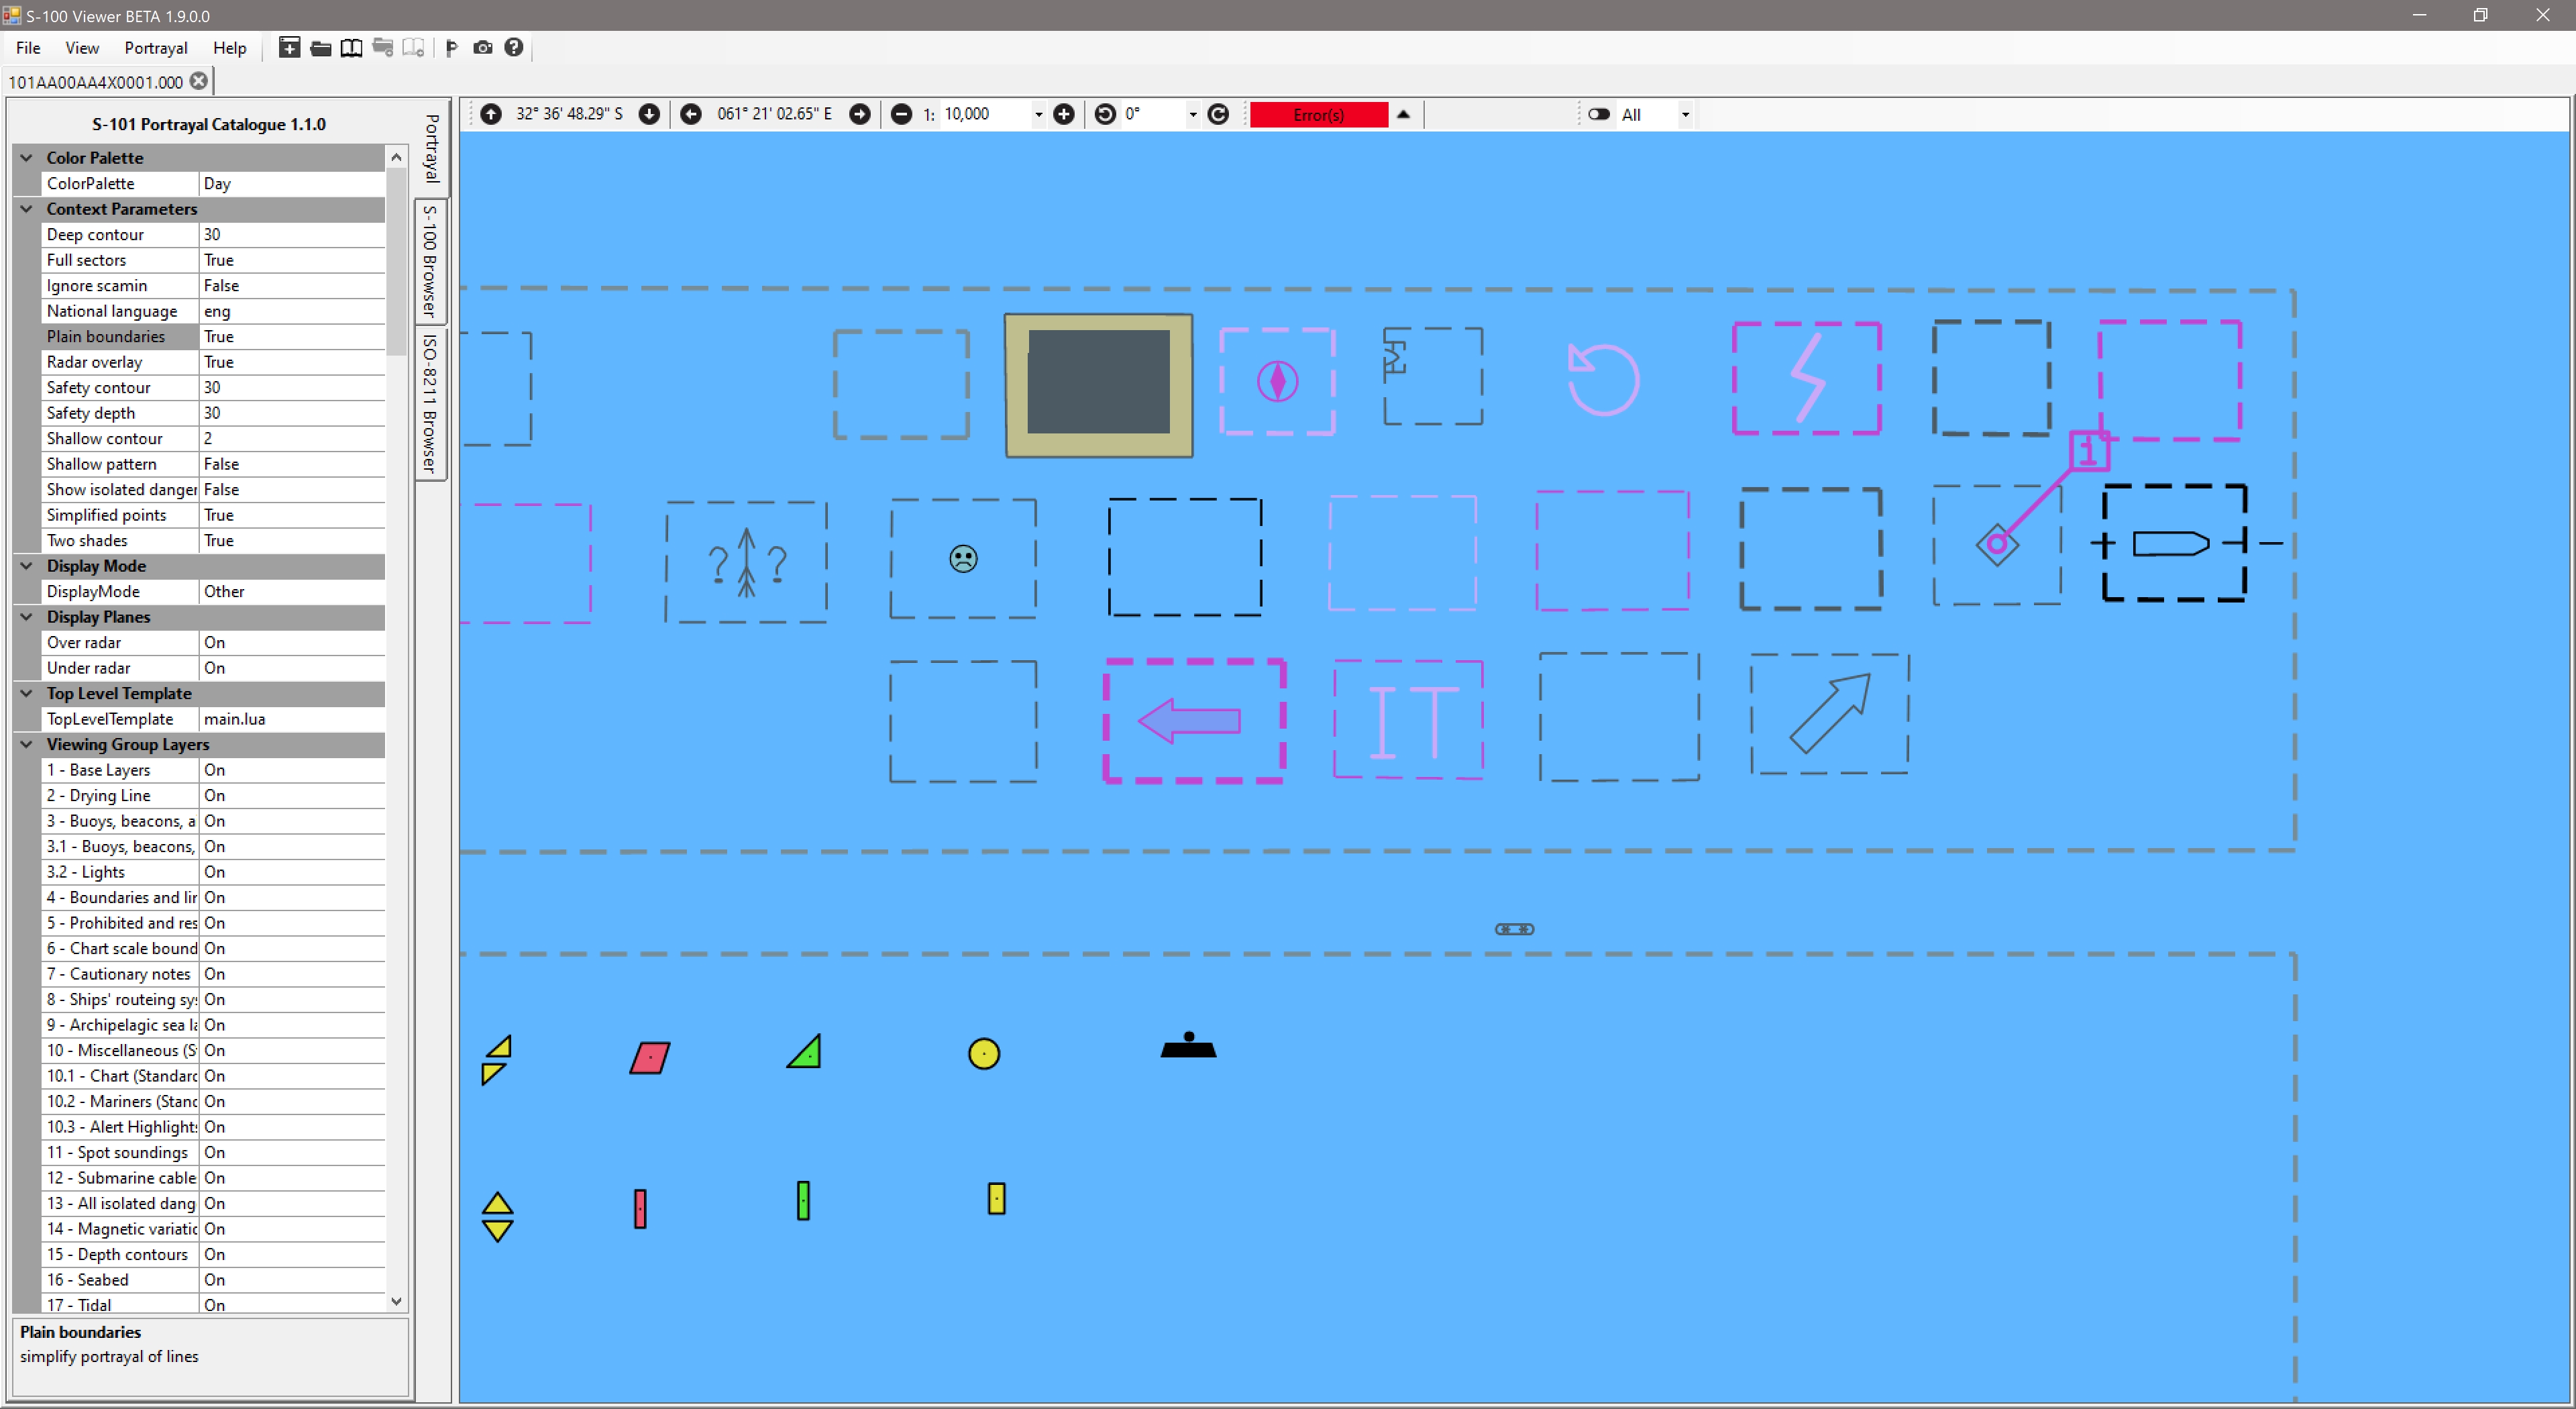 S-100 Viewer BETA 1.9.0.0
File View Portrayal Help
101AA00AA4X0001.000
S-101 Portrayal Catalogue 1.1.0
Color Palette
ColorPalette Day
Context Parameters
Deep contour 30
Full sectors True
Ignore scamin False
National language eng
Plain boundaries True
Radar overlay True
Safety contour 30
Safety depth 30
Shallow contour 2
Shallow pattern False
Show isolated danger False
Simplified points True
Two shades True
Display Mode
DisplayMode Other
Display Planes
Over radar On
Under radar On
Top Level Template
TopLevelTemplate main.lua
Viewing Group Layers
1 - Base Layers On
2 - Drying Line On
3 - Buoys, beacons, a On
3.1 - Buoys, beacons, On
3.2 - Lights On
4 - Boundaries and lir On
5 - Prohibited and res On
6 - Chart scale bound On
7 - Cautionary notes On
8 - Ships' routeing sy On
9 - Archipelagic sea la On
10 - Miscellaneous (S On
10.1 - Chart (Standard On
10.2 - Mariners (Stand On
10.3 - Alert Highlight On
11 - Spot soundings On
12 - Submarine cable On
13 - All isolated dang On
14 - Magnetic variatio On
15 - Depth contours On
16 - Seabed On
17 - Tidal On
Plain boundaries
simplify portrayal of lines
Portrayal
S-100 Browser
ISO-8211 Browser
32° 36' 48.29" S 061° 21' 02.65" E 1: 10,000 0° Error(s) All
i
? ?
IT